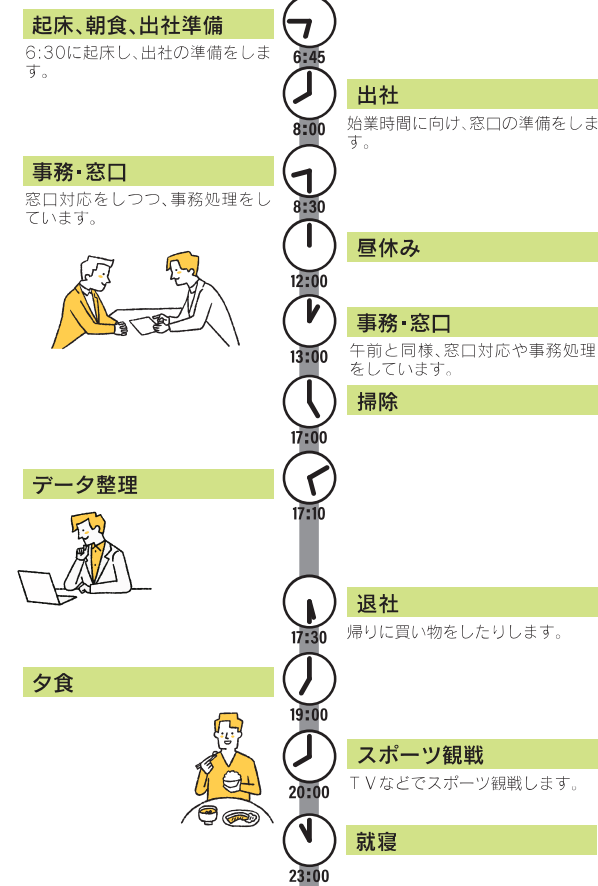 起床、朝食、出社準備
6:30に起床し、出社の準備をしま
す。
6:45
出社
始業時間に向け、窓口の準備をしま
す。
8:00
事務・窓口
窓口対応をしつつ、事務処理をし
ています。
8:30
昼休み
12:00
事務・窓口
午前と同様、窓口対応や事務処理
をしています。
13:00
掃除
17:00
データ整理
17:10
退社
帰りに買い物をしたりします。
17:30
夕食
19:00
スポーツ観戦
TVなどでスポーツ観戦します。
20:00
就寝
23:00